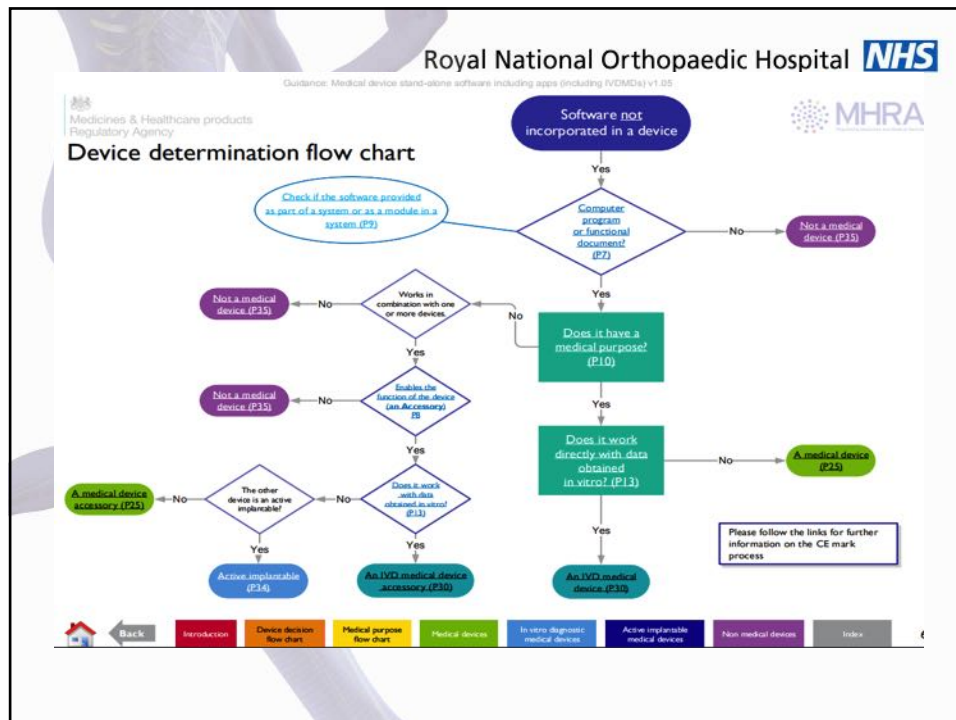 Royal National Orthopaedic Hospital NHS
Guidance: Medical device stand-alone software including apps (including IVDMDs) v1.05
Medicines & Healthcare products
Regulatory Agency
MHRA
Device determination flow chart
Software not
incorporated in a device
Yes
Check if the software provided
as part of a system or as a module in a
system (P9)
Computer
program
or functional
document?
(P7)
No
Not a medical
device (P35)
Yes
Not a medical
device (P35)
No
Works in
combination with one
or more devices.
No
Does it have a
medical purpose?
(P10)
Yes
Not a medical
device (P35)
No
Enables the
function of the device
(an Accessory)
P8
Yes
Does it work
directly with data
obtained
in vitro? (P13)
No
A medical device
(P25)
Yes
A medical device
accessory (P25)
No
The other
device is an active
implantable?
No
Does it work
with data
obtained in vitro?
(P13)
Yes
Please follow the links for further
information on the CE mark
process
Yes
Yes
Active implantable
(P34)
An IVD medical device
accessory (P30)
An IVD medical
device (P30)
Back
Introduction
Device decision
flow chart
Medical purpose
flow chart
Medical devices
In vitro diagnostic
medical devices
Active implantable
medical devices
Non medical devices
Index